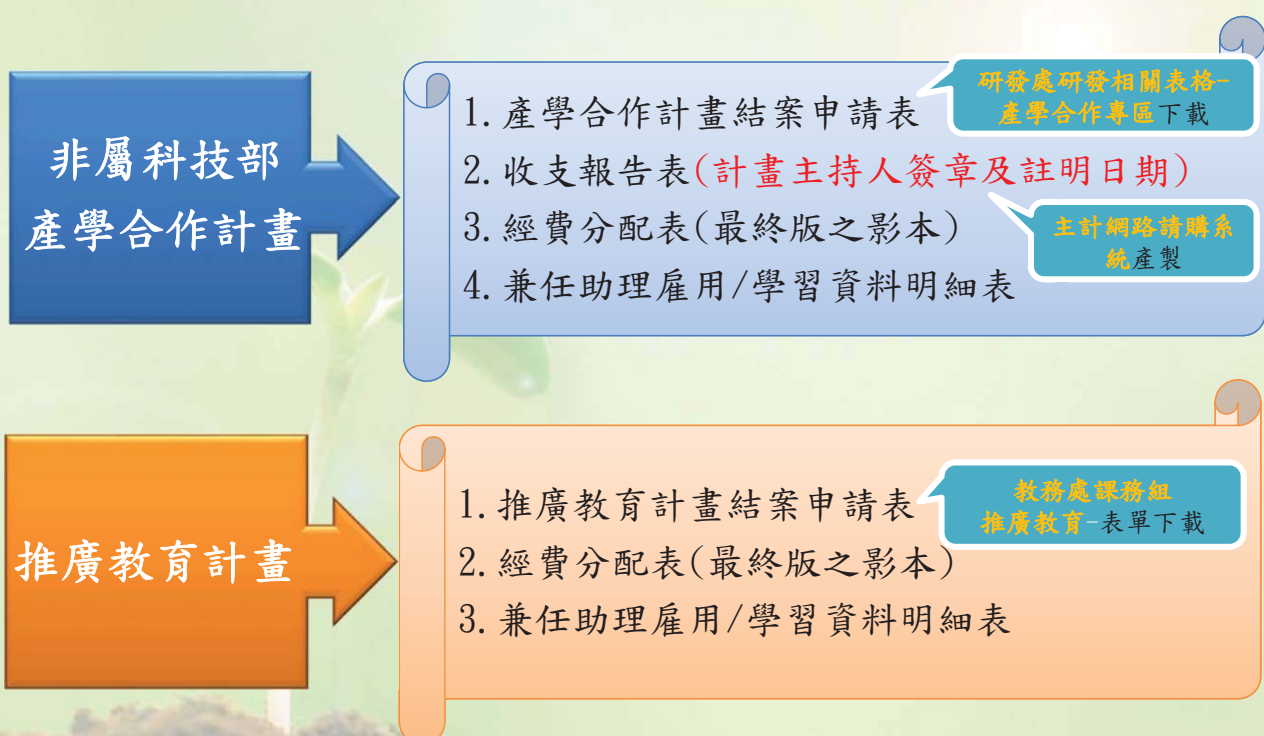 非屬科技部
產學合作計畫
1.產學合作計畫結案申請表
研發處研發相關表格-
產學合作專區下載
2.收支報告表(計畫主持人簽章及註明日期)
3.經費分配表(最終版之影本)
主計網路請購系
統產製
4.兼任助理雇用/學習資料明細表
推廣教育計畫
1.推廣教育計畫結案申請表
教務處課務組
推廣教育-表單下載
2.經費分配表(最終版之影本)
3.兼任助理雇用/學習資料明細表